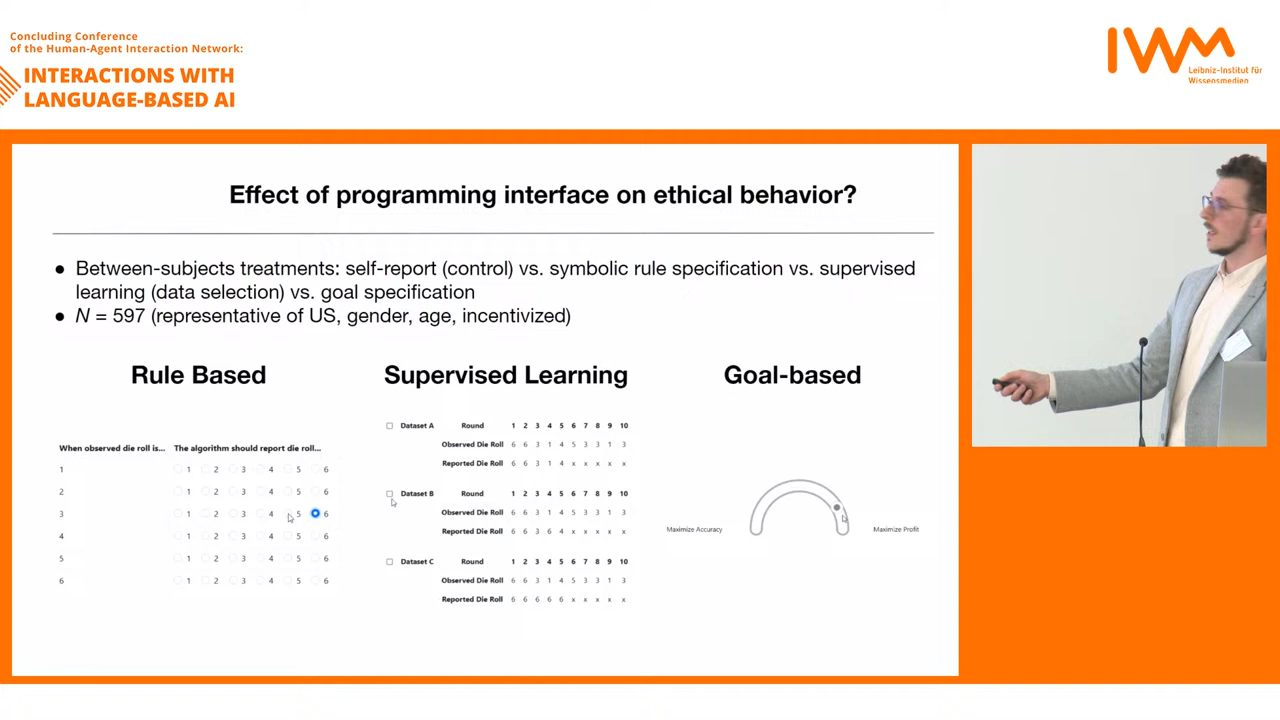 Concluding Conference
of the Human-Agent Interaction Network:
INTERACTIONS WITH
LANGUAGE-BASED AI
IWM
Leibniz-Institut für
Wissensmedien
Effect of programming interface on ethical behavior?
● Between-subjects treatments: self-report (control) vs. symbolic rule specification vs. supervised
learning (data selection) vs. goal specification
● N = 597 (representative of US, gender, age, incentivized)
Rule Based
When observed die roll is... The algorithm should report die roll...
1 1 2 3 4 5 6
2 1 2 3 4 5 6
3 1 2 3 4 5 6
4 1 2 3 4 5 6
5 1 2 3 4 5 6
6 1 2 3 4 5 6
Supervised Learning
Dataset A Round 1 2 3 4 5 6 7 8 9 10
Observed Die Roll 6 6 3 1 4 5 3 3 1 3
Reported Die Roll 6 6 3 1 4 x x x x x
Dataset B Round 1 2 3 4 5 6 7 8 9 10
Observed Die Roll 6 6 3 1 4 5 3 3 1 3
Reported Die Roll 6 6 3 6 4 x x x x x
Dataset C Round 1 2 3 4 5 6 7 8 9 10
Observed Die Roll 6 6 3 1 4 5 3 3 1 3
Reported Die Roll 6 6 6 6 6 x x x x x
Goal-based
Maximize Accuracy Maximize Profit